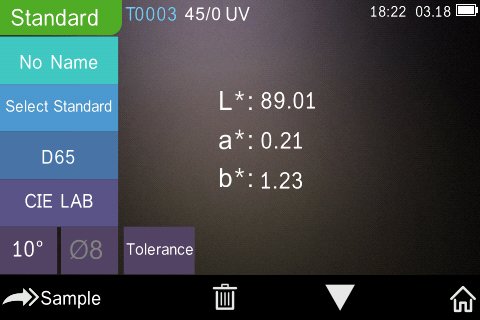 Standard
T0003 45/0 UV
18:22 03.18
No Name
Select Standard
D65
CIE LAB
10° Ø8
Tolerance
L*: 89.01
a*: 0.21
b*: 1.23
Sample